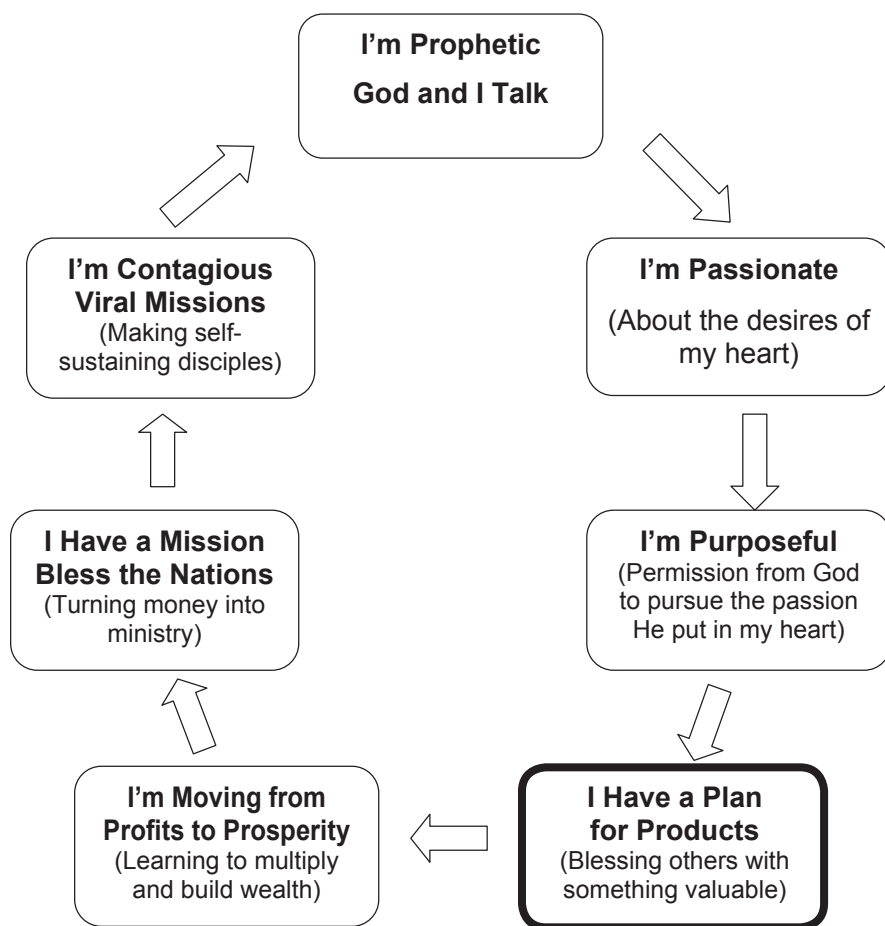 I’m Prophetic
God and I Talk
I’m Passionate
(About the desires of
my heart)
I’m Purposeful
(Permission from God
to pursue the passion
He put in my heart)
I Have a Plan
for Products
(Blessing others with
something valuable)
I’m Moving from
Profits to Prosperity
(Learning to multiply
and build wealth)
I Have a Mission
Bless the Nations
(Turning money into
ministry)
I’m Contagious
Viral Missions
(Making self-
sustaining disciples)